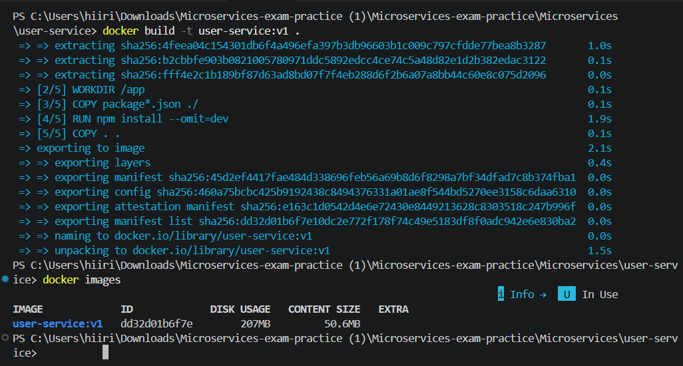 PS C:\Users\hiiri\Downloads\Microservices-exam-practice (1)\Microservices-exam-practice\Microservices
\user-service> docker build -t user-service:v1 .
=> => extracting sha256:4feea04c154301db6f4a496efa397b3db96603b1c009c797cfdde77bea8b3287 1.0s
=> => extracting sha256:b2cbbfe903b0821005780971ddc5892edcc4ce74c5a48d82e1d2b382edac3122 0.1s
=> => extracting sha256:fff4e2c1b189bf87d63ad8bd07f7f4eb288d6f2b6a07a8bb44c60e8c075d2096 0.0s
=> [2/5] WORKDIR /app 0.1s
=> [3/5] COPY package*.json ./ 0.1s
=> [4/5] RUN npm install --omit=dev 1.9s
=> [5/5] COPY . . 0.1s
=> exporting to image 2.1s
=> => exporting layers 0.4s
=> => exporting manifest sha256:45d2ef4417fae484d338696feb56a69b8d6f8298a7bf34dfad7c8b374fba1 0.0s
=> => exporting config sha256:460a75bcbc425b9192438c8494376331a01ae8f544bd5270ee3158c6daa6310 0.0s
=> => exporting attestation manifest sha256:e163c1d0542d4e6e72430e8449213628c8303518c247b996f 0.0s
=> => exporting manifest list sha256:dd32d01b6f7e10dc2e772f178f74c49e5183df8f0adc942e6e830ba2 0.0s
=> => naming to docker.io/library/user-service:v1 0.0s
=> => unpacking to docker.io/library/user-service:v1 1.5s
PS C:\Users\hiiri\Downloads\Microservices-exam-practice (1)\Microservices-exam-practice\Microservices\user-serv
ice> docker images
i Info → U In Use
IMAGE ID DISK USAGE CONTENT SIZE EXTRA
user-service:v1 dd32d01b6f7e 207MB 50.6MB
PS C:\Users\hiiri\Downloads\Microservices-exam-practice (1)\Microservices-exam-practice\Microservices\user-serv
ice>